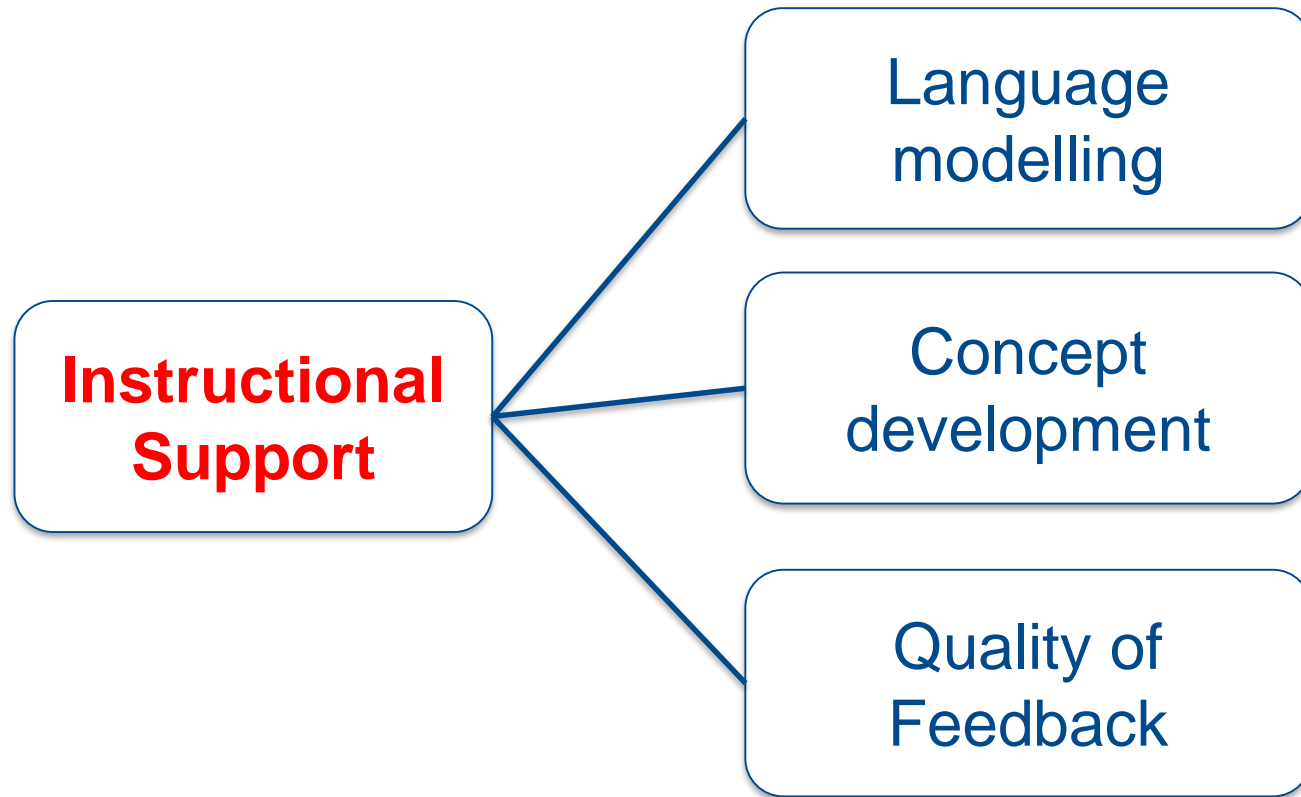 Instructional
Support
Language
modelling
Concept
development
Quality of
Feedback